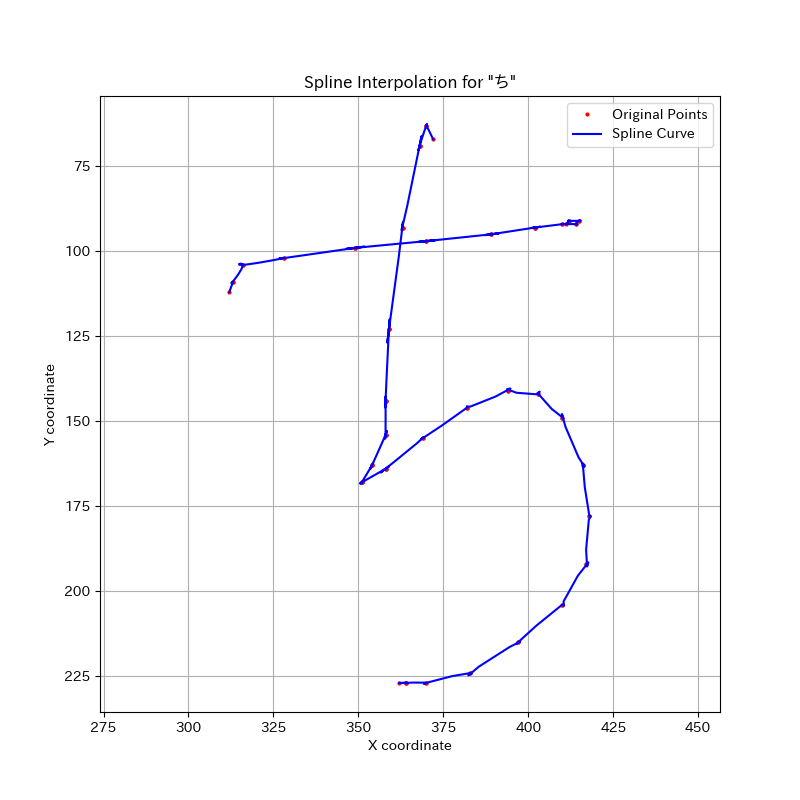 Spline Interpolation for "ち"
Original Points
Spline Curve
Y coordinate
75
100
125
150
175
200
225
275 300 325 350 375 400 425 450
X coordinate
ち